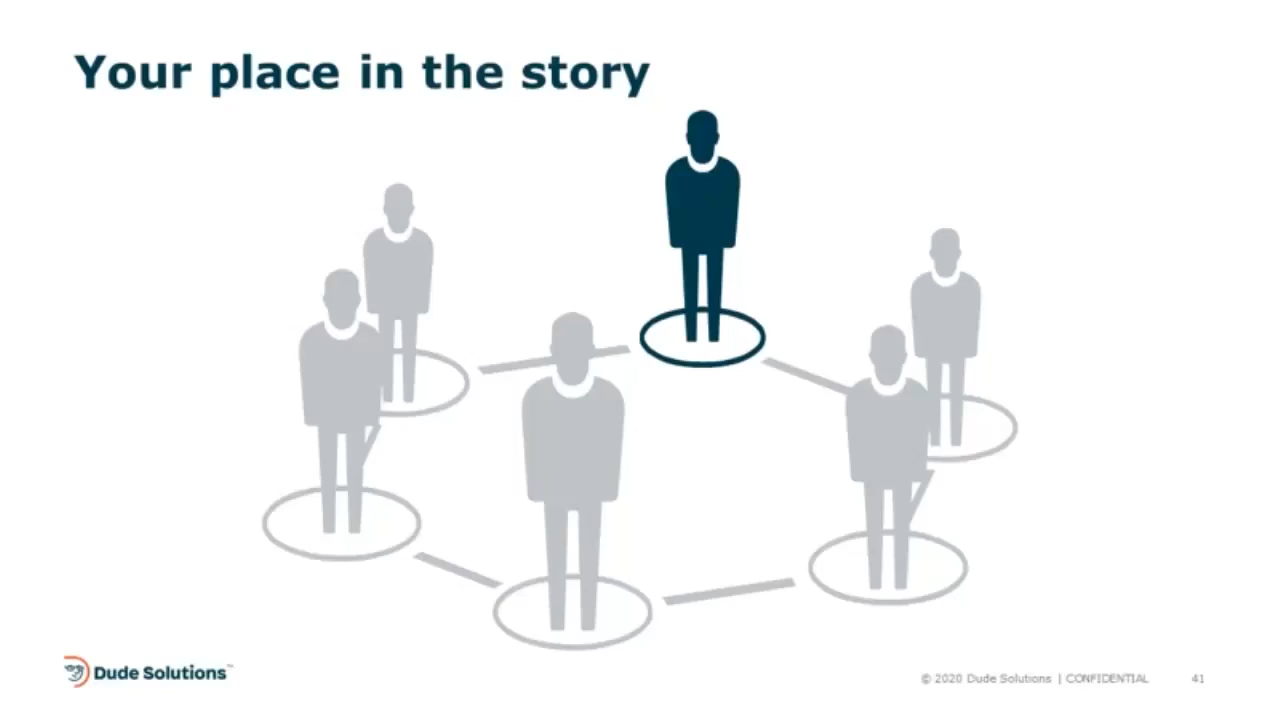 Your place in the story
Dude Solutions™
© 2020 Dude Solutions | CONFIDENTIAL
41